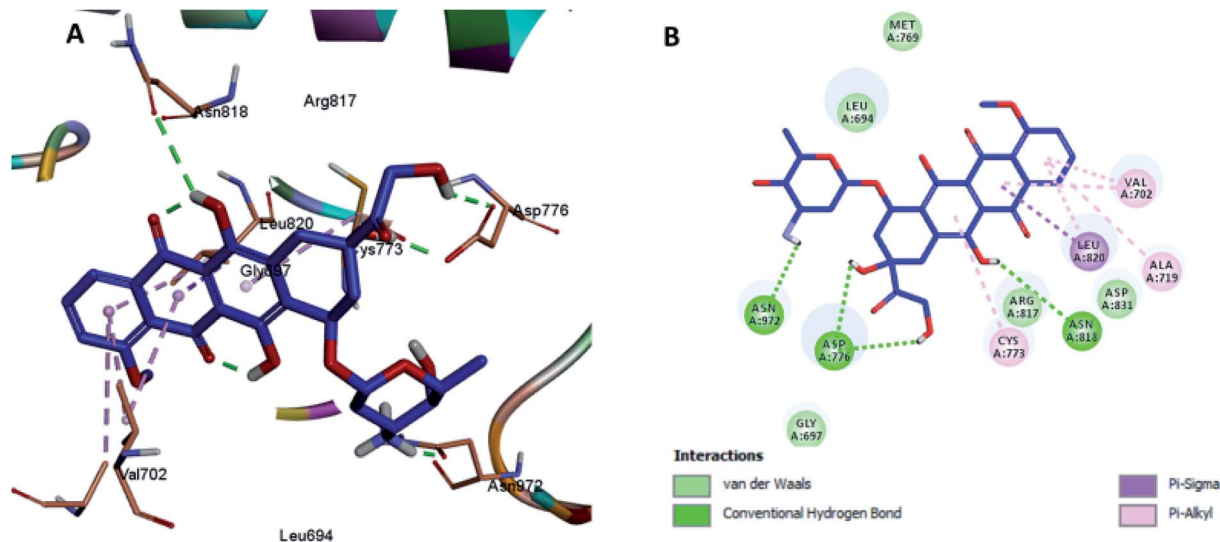 A
Asn818
Arg817
Asp776
Leu820
ys773
Gly697
Val702
Asn972
Leu694
B
MET
A:769
LEU
A:694
VAL
A:702
LEU
A:820
ALA
A:719
ASN
A:972
ARG
A:817
ASP
A:831
ASN
A:818
ASP
A:776
CYS
A:773
GLY
A:697
Interactions
van der Waals
Conventional Hydrogen Bond
Pi-Sigma
Pi-Alkyl